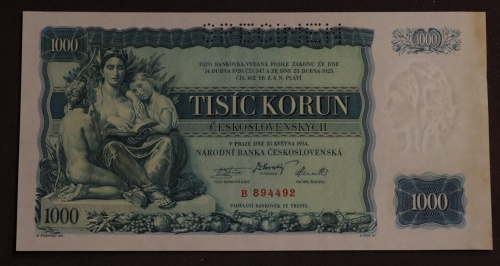 1000
1000
TATO BANKOVKA, VYDANÁ PODLE ZÁKONŮ ZE DNE
14. DUBNA 1920, ČÍS. 347 A ZE DNE 23. DUBNA 1925,
ČÍS. 102 SB. Z. A N. PLATÍ
TISÍC KORUN
ČESKOSLOVENSKÝCH
V PRAZE DNE 25. KVĚTNA 1934.
NÁRODNÍ BANKA ČESKOSLOVENSKÁ
B 894492
PADĚLÁNÍ BANKOVEK SE TRESTÁ.
1000
1000